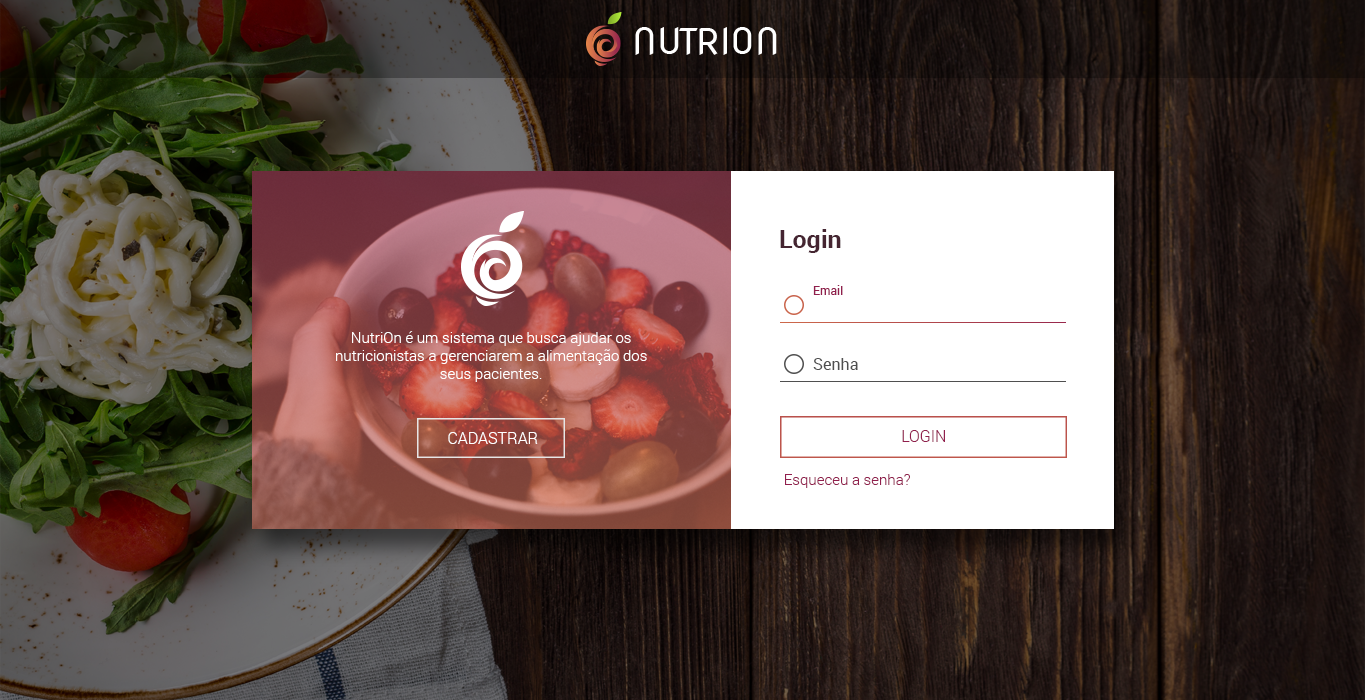 NUTRION
NutriOn é um sistema que busca ajudar os
nutricionistas a gerenciarem a alimentação dos
seus pacientes.
CADASTRAR
Login
Email
Senha
LOGIN
Esqueceu a senha?